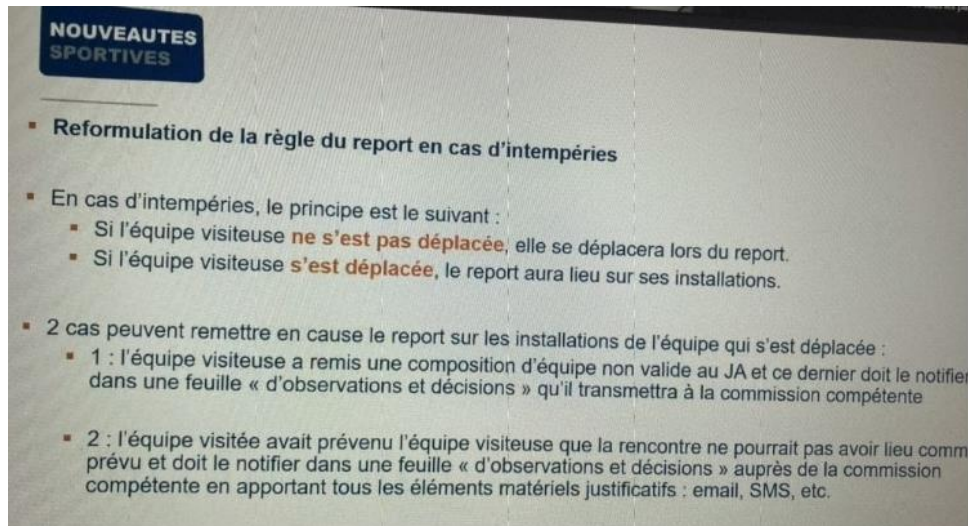 NOUVEAUTES
SPORTIVES
▪ Reformulation de la règle du report en cas d'intempéries
▪ En cas d'intempéries, le principe est le suivant :
▪ Si l'équipe visiteuse ne s'est pas déplacée, elle se déplacera lors du report.
▪ Si l'équipe visiteuse s'est déplacée, le report aura lieu sur ses installations.
▪ 2 cas peuvent remettre en cause le report sur les installations de l'équipe qui s'est déplacée :
▪ 1 : l'équipe visiteuse a remis une composition d'équipe non valide au JA et ce dernier doit le notifier
dans une feuille « d'observations et décisions » qu'il transmettra à la commission compétente
▪ 2 : l'équipe visitée avait prévenu l'équipe visiteuse que la rencontre ne pourrait pas avoir lieu comm
prévu et doit le notifier dans une feuille « d'observations et décisions » auprès de la commission
compétente en apportant tous les éléments matériels justificatifs : email, SMS, etc.